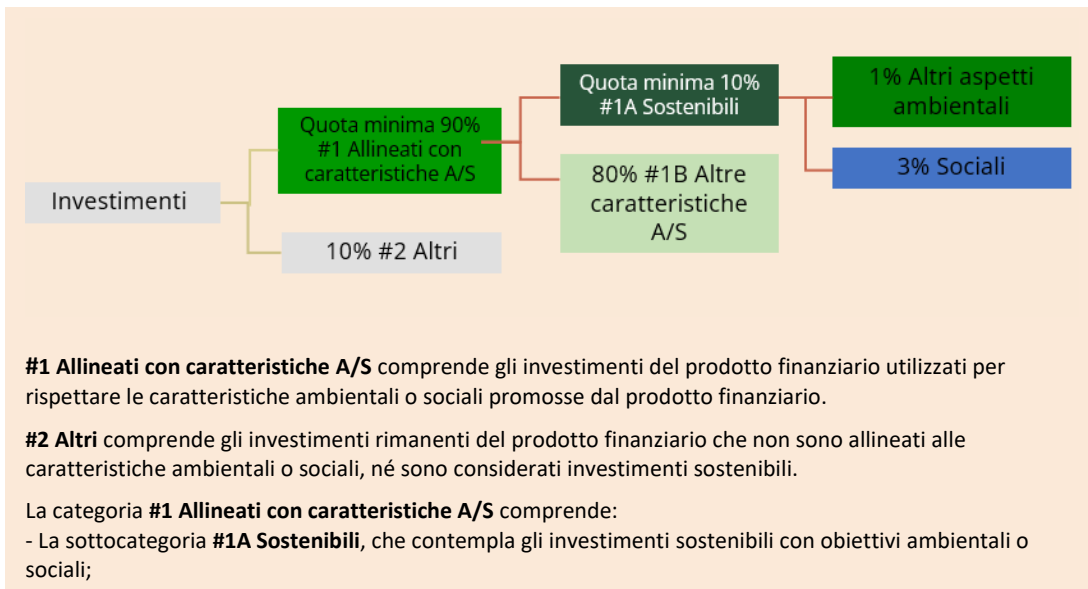 Investimenti
Quota minima 90%
#1 Allineati con
caratteristiche A/S
10% #2 Altri
Quota minima 10%
#1A Sostenibili
80% #1B Altre
caratteristiche
A/S
1% Altri aspetti
ambientali
3% Sociali
#1 Allineati con caratteristiche A/S comprende gli investimenti del prodotto finanziario utilizzati per
rispettare le caratteristiche ambientali o sociali promosse dal prodotto finanziario.
#2 Altri comprende gli investimenti rimanenti del prodotto finanziario che non sono allineati alle
caratteristiche ambientali o sociali, né sono considerati investimenti sostenibili.
La categoria #1 Allineati con caratteristiche A/S comprende:
- La sottocategoria #1A Sostenibili, che contempla gli investimenti sostenibili con obiettivi ambientali o
sociali;